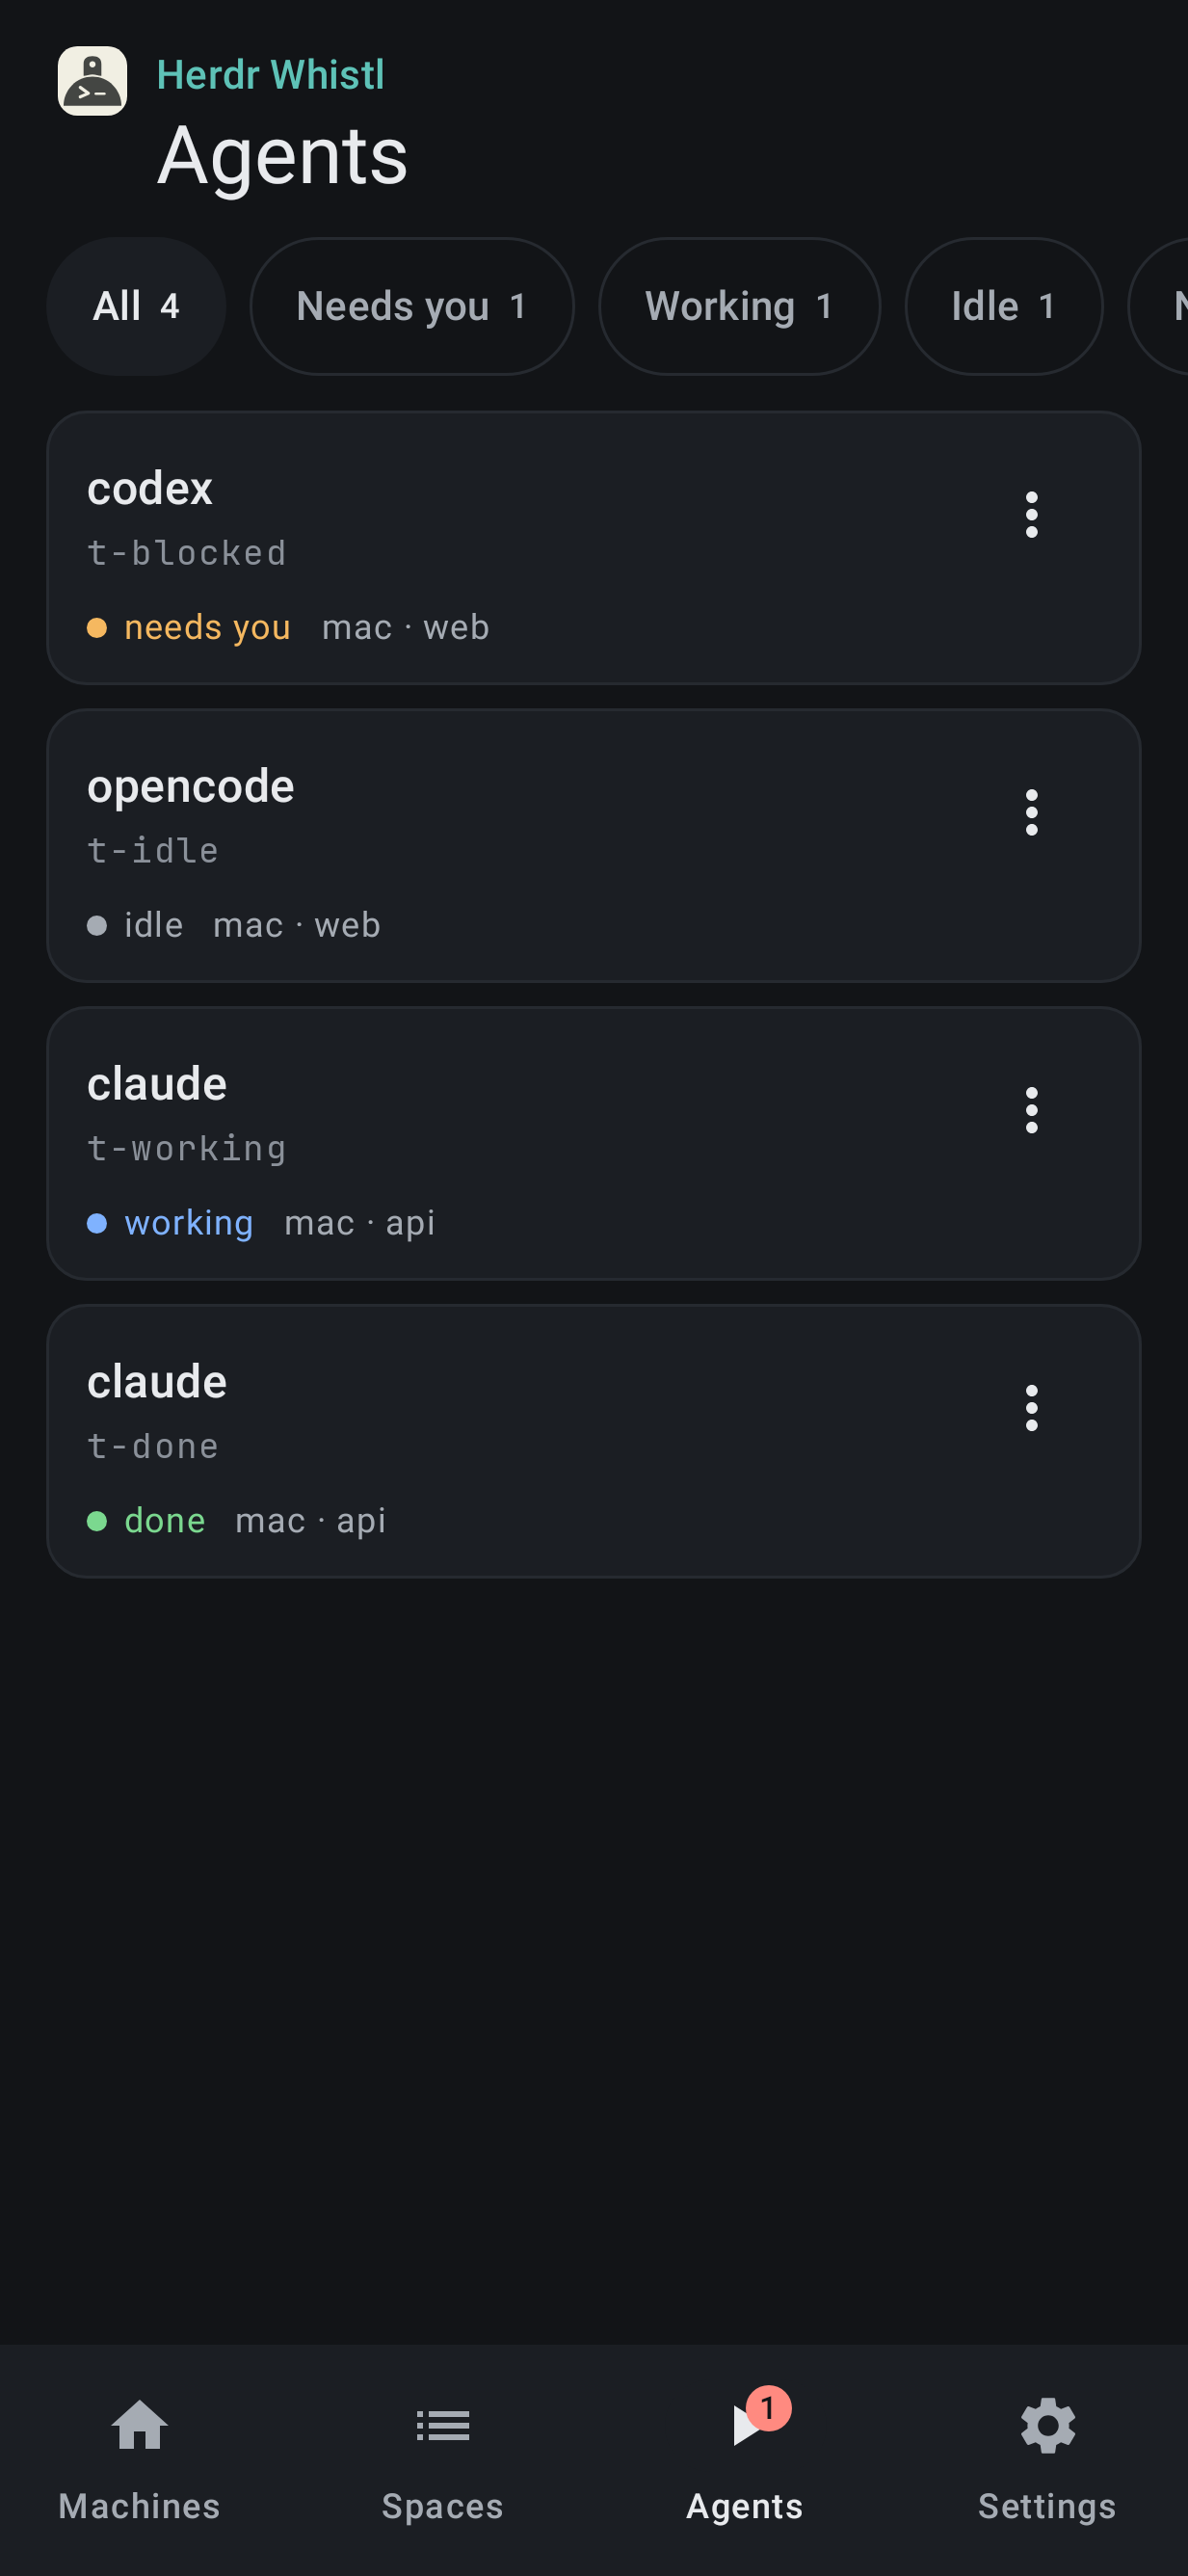 Herdr Whistl
Agents
All 4
Needs you 1
Working 1
Idle 1
codex
t-blocked
needs you mac · web
opencode
t-idle
idle mac · web
claude
t-working
working mac · api
claude
t-done
done mac · api
1
Machines
Spaces
Agents
Settings